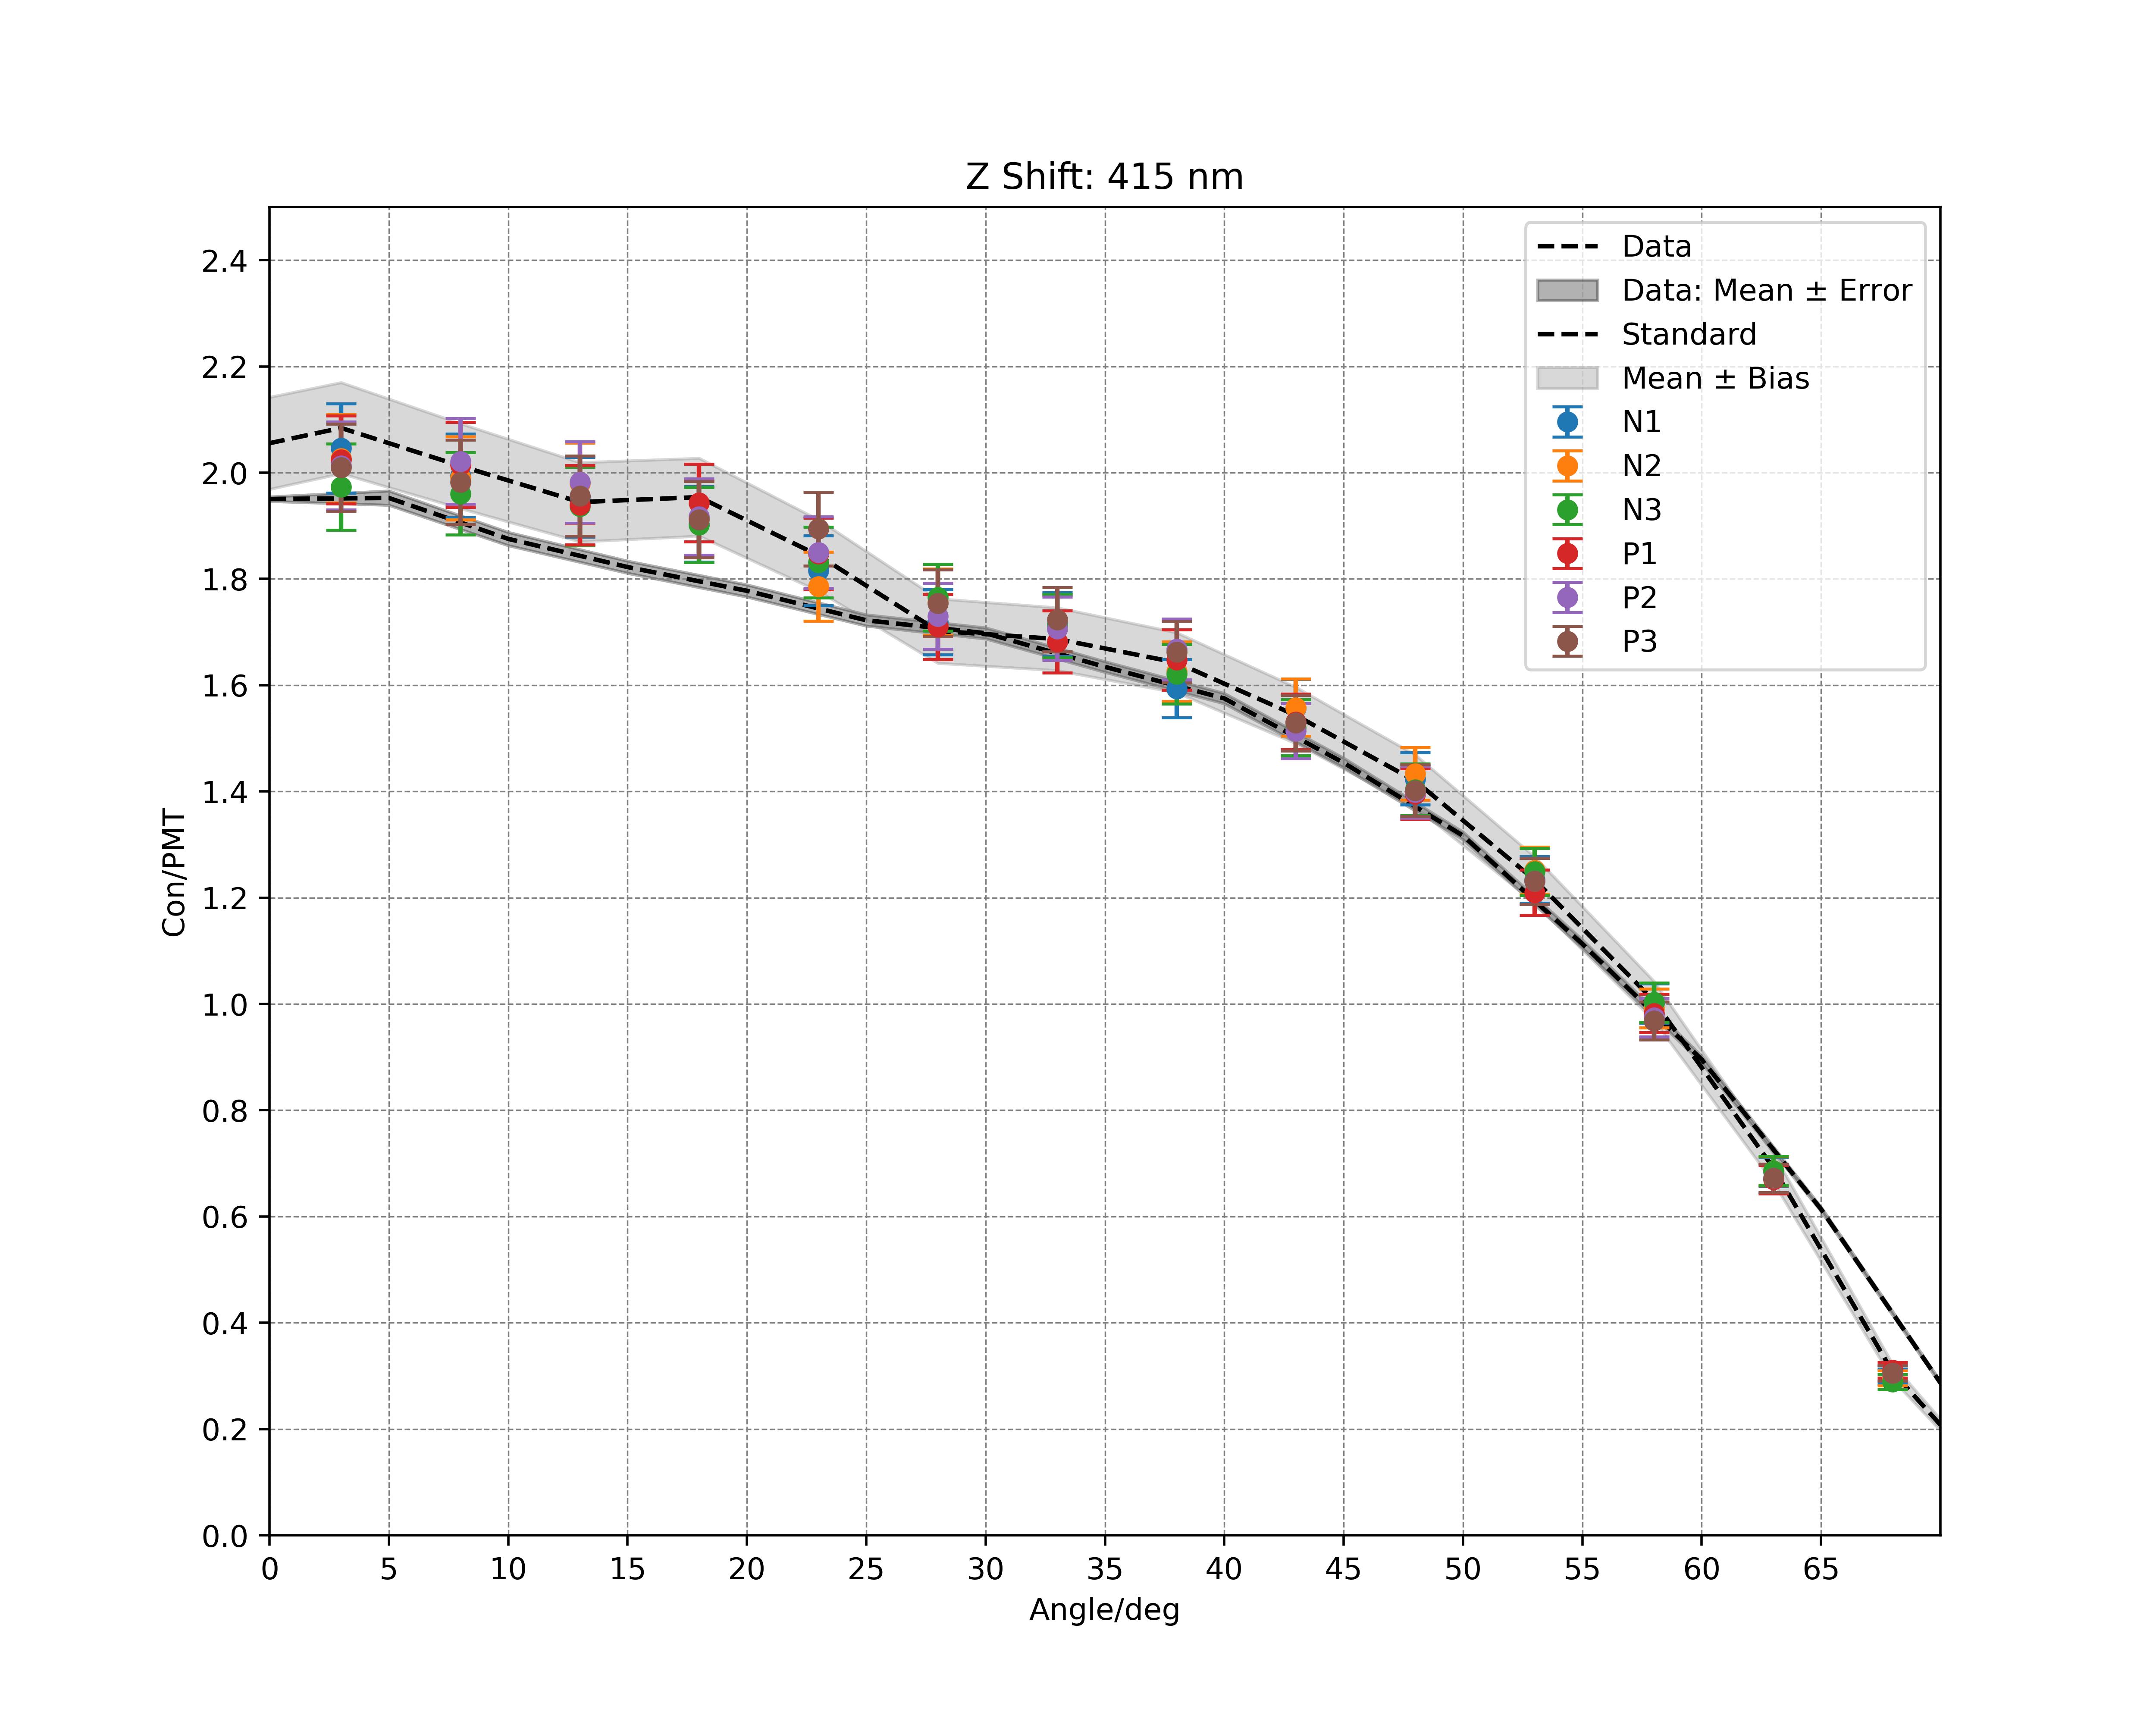 Z Shift: 415 nm
Con/PMT
2.4
2.2
2.0
1.8
1.6
1.4
1.2
1.0
0.8
0.6
0.4
0.2
0.0
Data
Data: Mean ± Error
Standard
Mean ± Bias
N1
N2
N3
P1
P2
P3
0 5 10 15 20 25 30 35 40 45 50 55 60 65
Angle/deg